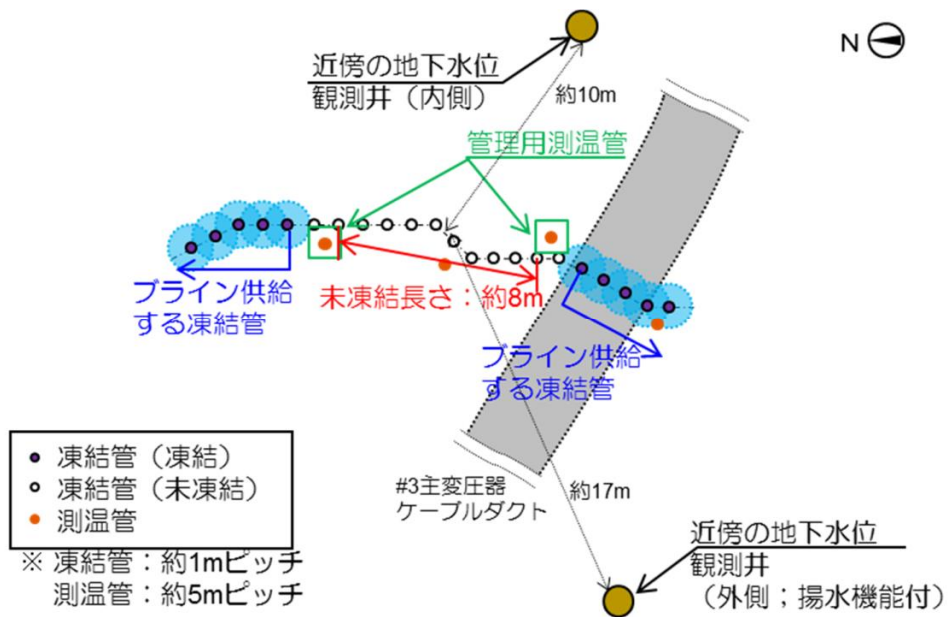 N
近傍の地下水位
観測井（内側）
約10m
管理用測温管
ブライン供給
する凍結管
未凍結長さ：約8m
ブライン供給
する凍結管
凍結管（凍結）
凍結管（未凍結）
測温管
※ 凍結管：約1mピッチ
測温管：約5mピッチ
#3主変圧器
ケーブルダクト
約17m
近傍の地下水位
観測井
（外側；揚水機能付）